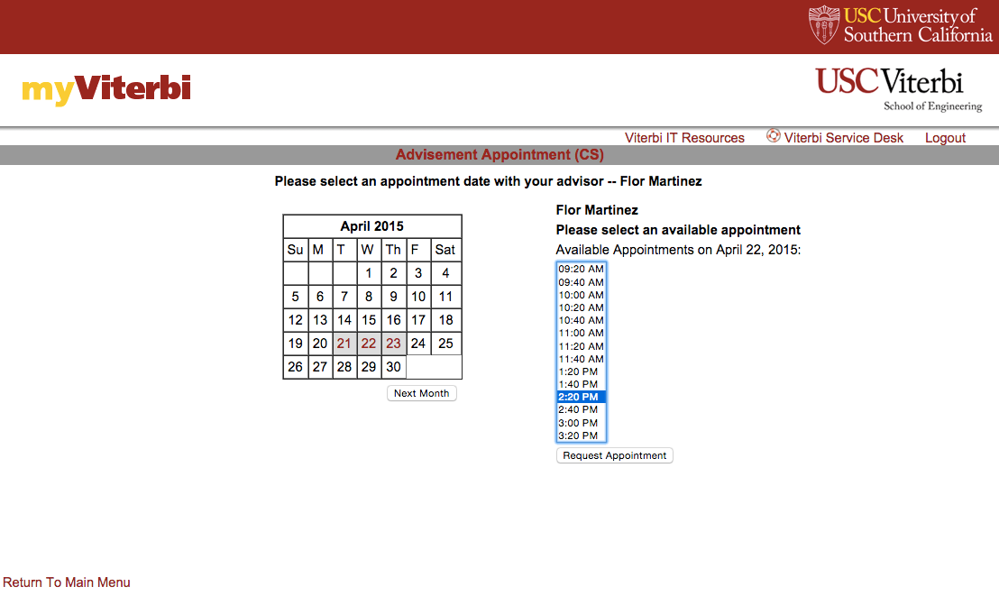 USC University of
Southern California
myViterbi
USC Viterbi
School of Engineering
Viterbi IT Resources Viterbi Service Desk Logout
Advisement Appointment (CS)
Please select an appointment date with your advisor -- Flor Martinez
April 2015
Su M T W Th F Sat
1 2 3 4
5 6 7 8 9 10 11
12 13 14 15 16 17 18
19 20 21 22 23 24 25
26 27 28 29 30
Next Month
Flor Martinez
Please select an available appointment
Available Appointments on April 22, 2015:
09:20 AM
09:40 AM
10:00 AM
10:20 AM
10:40 AM
11:00 AM
11:20 AM
11:40 AM
1:20 PM
1:40 PM
2:20 PM
2:40 PM
3:00 PM
3:20 PM
Request Appointment
Return To Main Menu